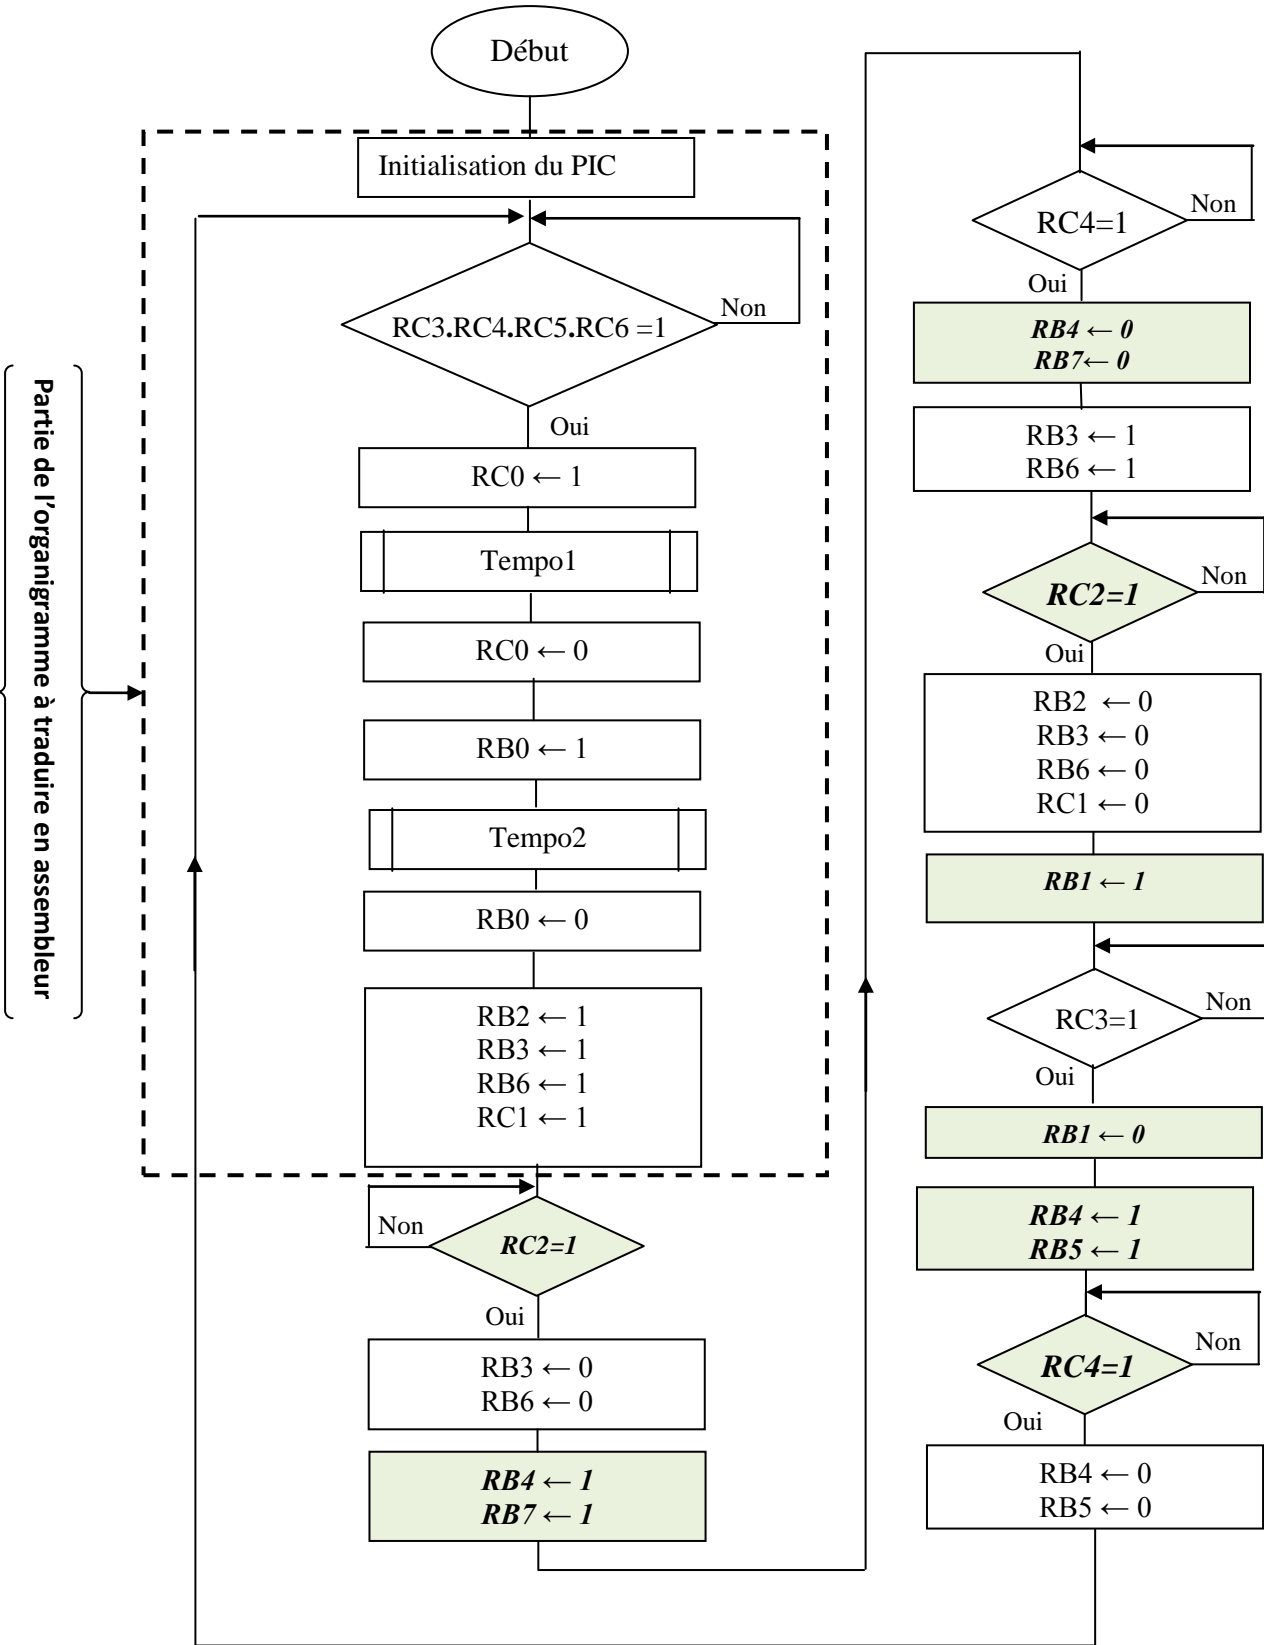 Début
Initialisation du PIC
RC3.RC4.RC5.RC6 =1
Non
Oui
RC0 ← 1
Tempo1
RC0 ← 0
RB0 ← 1
Tempo2
RB0 ← 0
RB2 ← 1
RB3 ← 1
RB6 ← 1
RC1 ← 1
Partie de l'organigramme à traduire en assembleur
Non
RC2=1
Oui
RB3 ← 0
RB6 ← 0
RB4 ← 1
RB7 ← 1
RC4=1
Non
Oui
RB4 ← 0
RB7← 0
RB3 ← 1
RB6 ← 1
RC2=1
Non
Oui
RB2 ← 0
RB3 ← 0
RB6 ← 0
RC1 ← 0
RB1 ← 1
RC3=1
Non
Oui
RB1 ← 0
RB4 ← 1
RB5 ← 1
RC4=1
Non
Oui
RB4 ← 0
RB5 ← 0